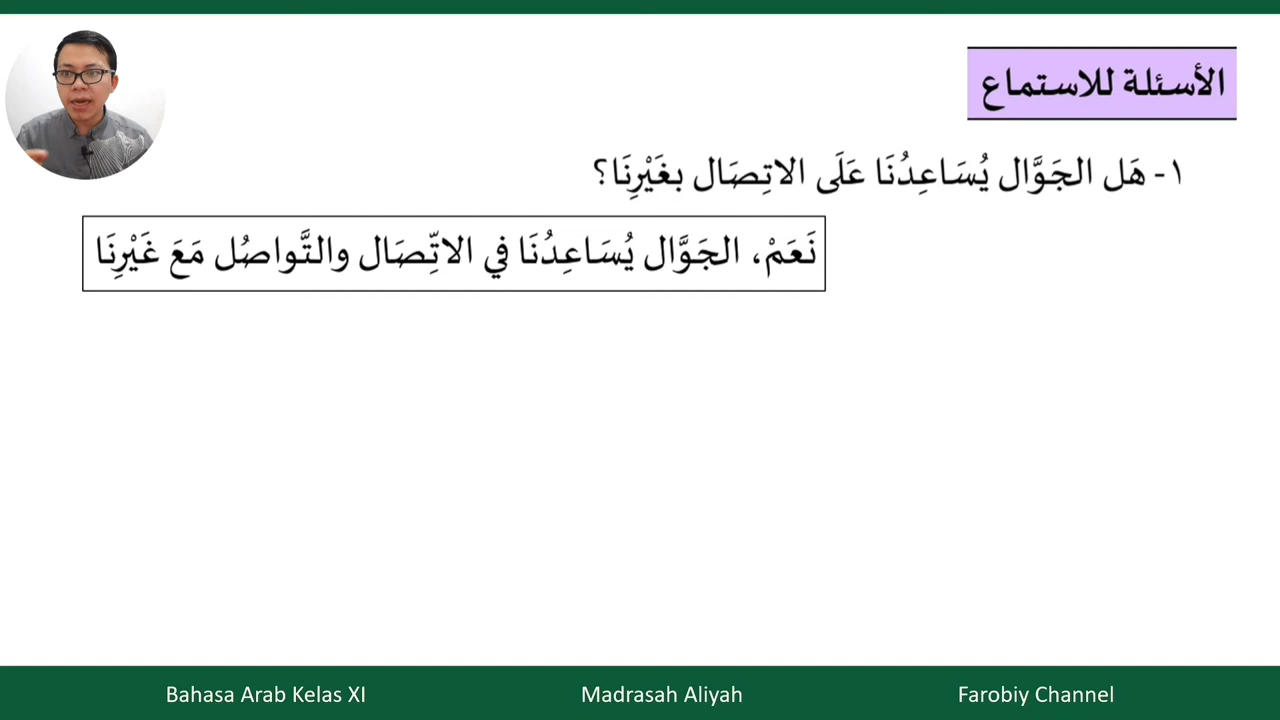 الأسئلة للاستماع
١- هَل الجَوَّال يُسَاعِدُنَا عَلَى الاتِصَال بغَيْرِنَا؟
نَعَمْ، الجَوَّال يُسَاعِدُنَا في الاتِّصَال والتَّواصُل مَعَ غَيْرِنَا
Bahasa Arab Kelas XI
Madrasah Aliyah
Farobiy Channel